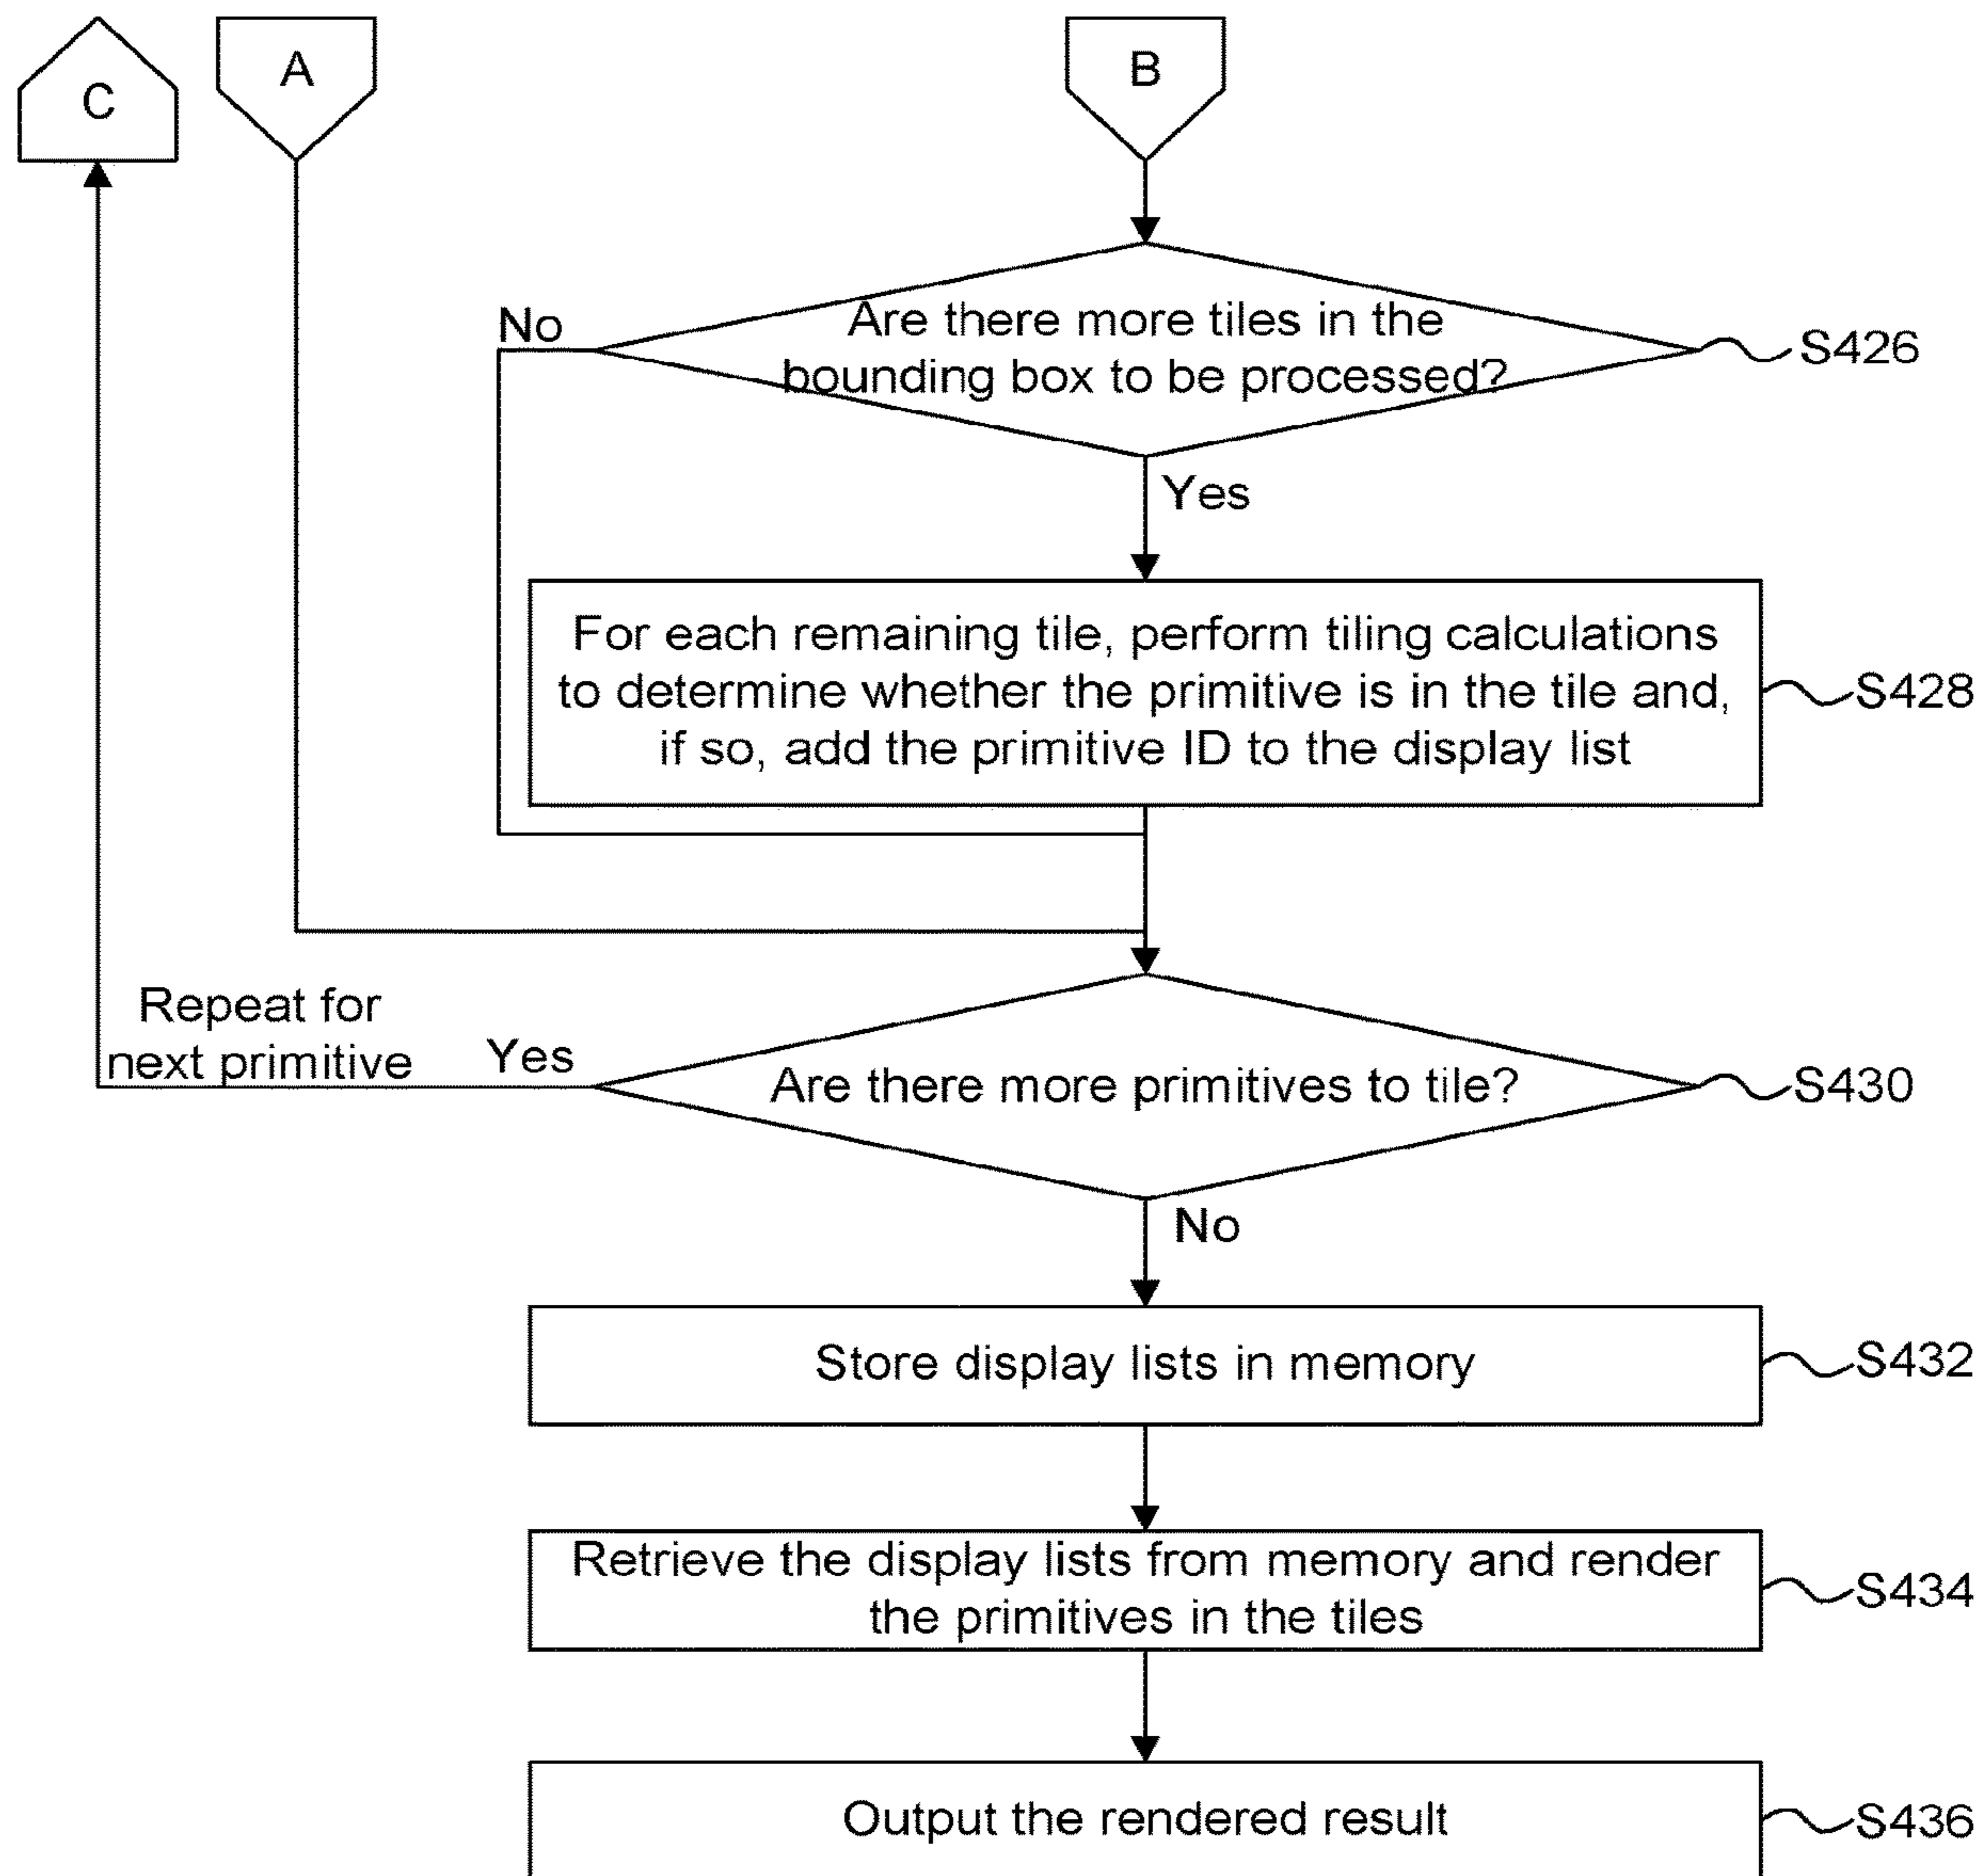 C
A
B
No
Are there more tiles in the
bounding box to be processed?
S426
Yes
For each remaining tile, perform tiling calculations
to determine whether the primitive is in the tile and,
if so, add the primitive ID to the display list
S428
Repeat for
next primitive
Yes
Are there more primitives to tile?
S430
No
Store display lists in memory
S432
Retrieve the display lists from memory and render
the primitives in the tiles
S434
Output the rendered result
S436